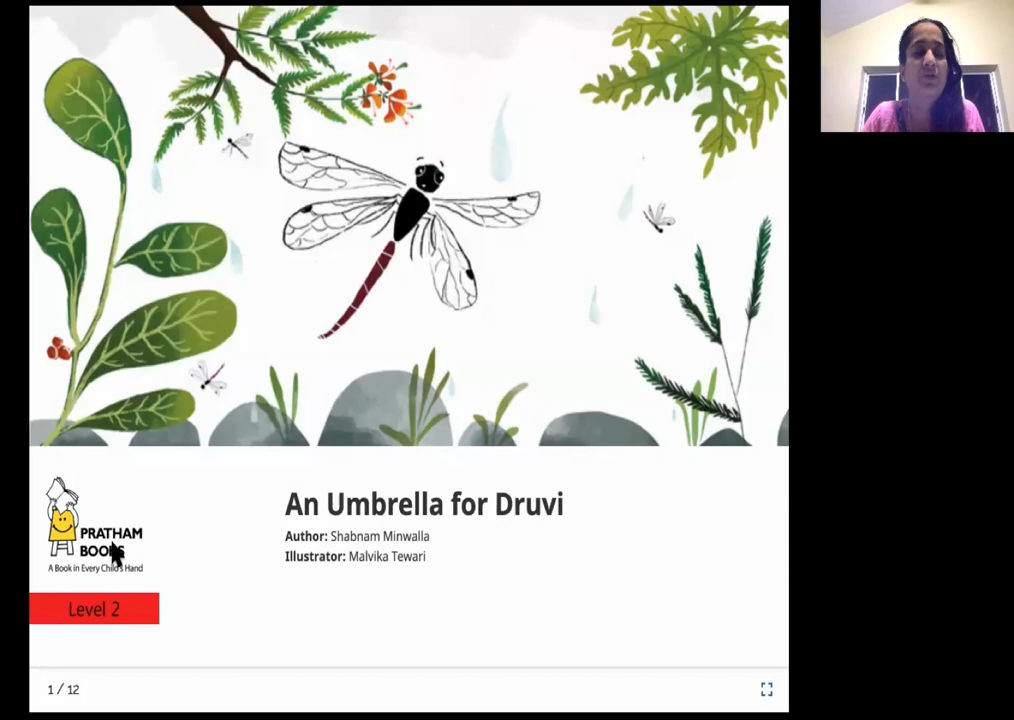 PRATHAM
BOOKS
A Book in Every Child's Hand
Level 2
An Umbrella for Druvi
Author: Shabnam Minwalla
Illustrator: Malvika Tewari
1 / 12